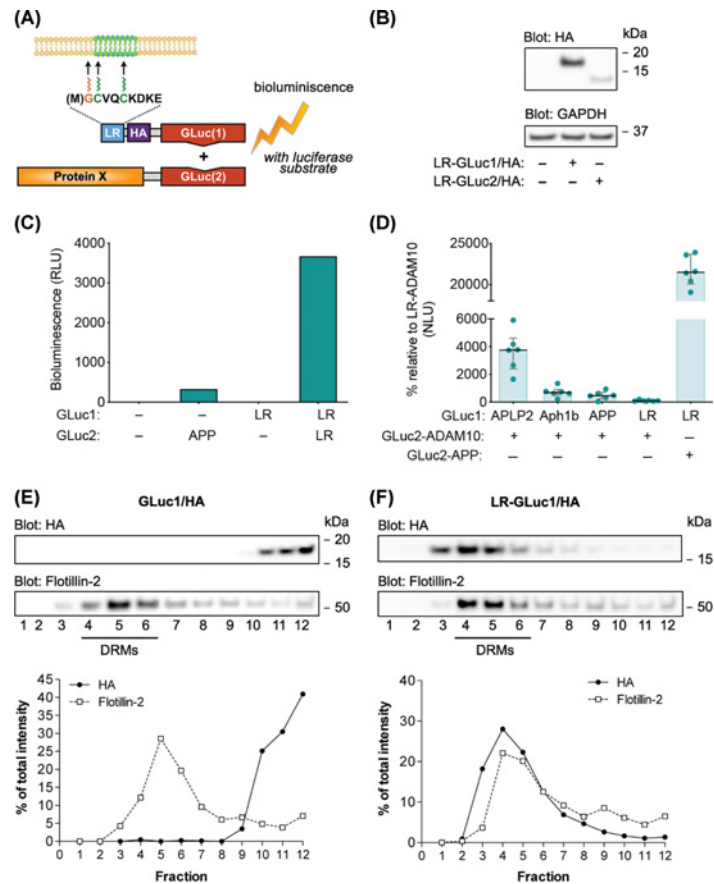 (A)
(M)GCVQCKDKE
bioluminiscence
LR HA GLuc(1)
+
with luciferase
substrate
Protein X GLuc(2)
(B)
Blot: HA
kDa
– 20
– 15
Blot: GAPDH
– 37
LR-GLuc1/HA: – + –
LR-GLuc2/HA: – – +
(C)
Bioluminescence (RLU)
4000
3000
2000
1000
0
GLuc1: – – LR LR
GLuc2: – APP – LR
(D)
% relative to LR-ADAM10
(NLU)
25000
20000
15000
10000
6000
4000
2000
0
GLuc1: APLP2 Aph1b APP LR LR
GLuc2-ADAM10: + + + + –
GLuc2-APP: – – – – +
(E)
GLuc1/HA
Blot: HA
kDa
– 20
– 15
Blot: Flotillin-2
– 50
1 2 3 4 5 6 7 8 9 10 11 12
DRMs
HA
Flotillin-2
% of total intensity
45
40
35
30
25
20
15
10
5
0
0 1 2 3 4 5 6 7 8 9 10 11 12
Fraction
(F)
LR-GLuc1/HA
Blot: HA
kDa
– 20
– 15
Blot: Flotillin-2
– 50
1 2 3 4 5 6 7 8 9 10 11 12
DRMs
HA
Flotillin-2
% of total intensity
40
30
20
10
0
0 1 2 3 4 5 6 7 8 9 10 11 12
Fraction